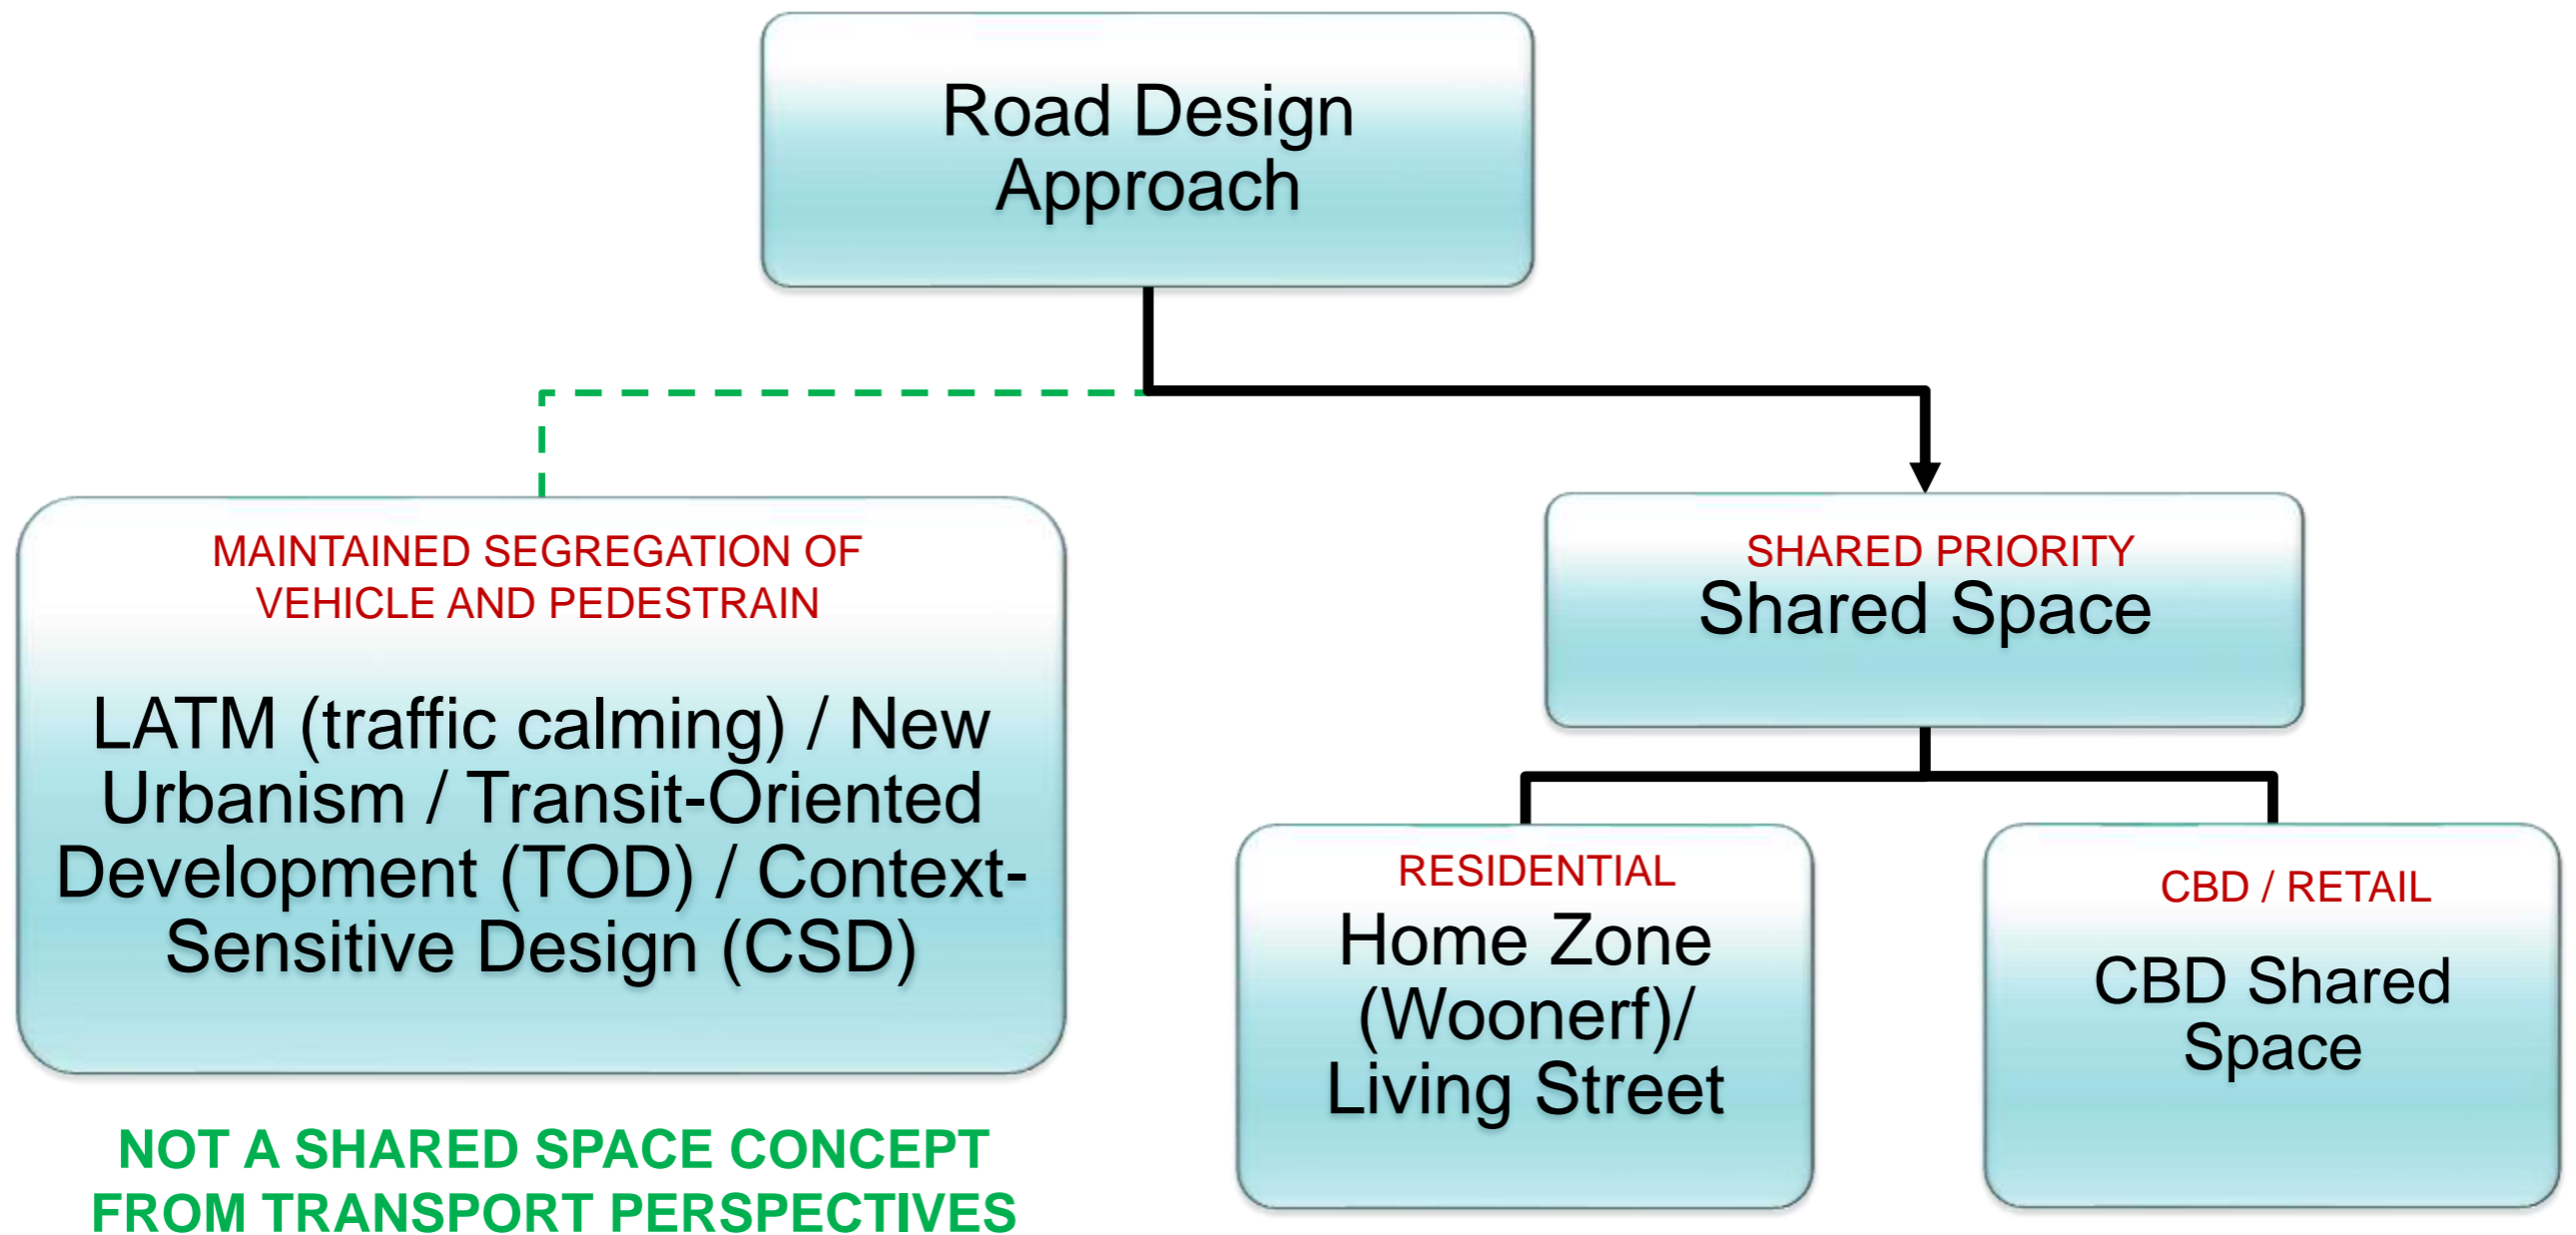 Road Design
Approach
MAINTAINED SEGREGATION OF
VEHICLE AND PEDESTRAIN
LATM (traffic calming) / New
Urbanism / Transit-Oriented
Development (TOD) / Context-
Sensitive Design (CSD)
NOT A SHARED SPACE CONCEPT
FROM TRANSPORT PERSPECTIVES
SHARED PRIORITY
Shared Space
RESIDENTIAL
Home Zone
(Woonerf)/
Living Street
CBD / RETAIL
CBD Shared
Space